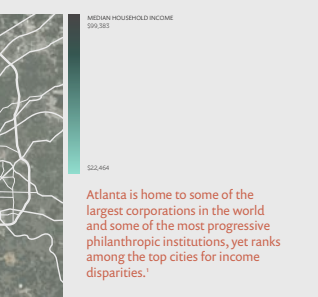 MEDIAN HOUSEHOLD INCOME
$99,383
$22,464
Atlanta is home to some of the
largest corporations in the world
and some of the most progressive
philanthropic institutions, yet ranks
among the top cities for income
disparities.¹